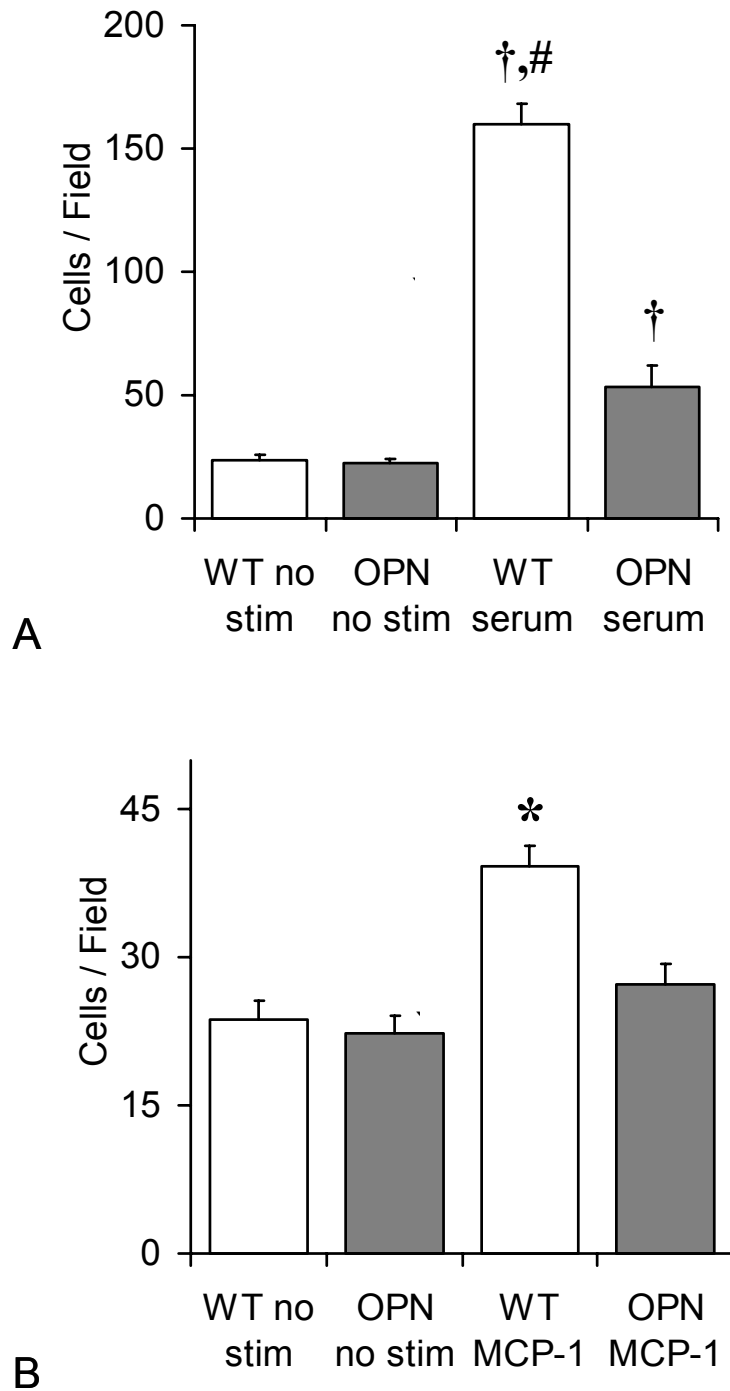 200
†,#
150
Cells / Field
100
†
50
0
WT no
stim
OPN
no stim
WT
serum
OPN
serum
A
45
*
30
Cells / Field
15
0
WT no
stim
OPN
no stim
WT
MCP-1
OPN
MCP-1
B